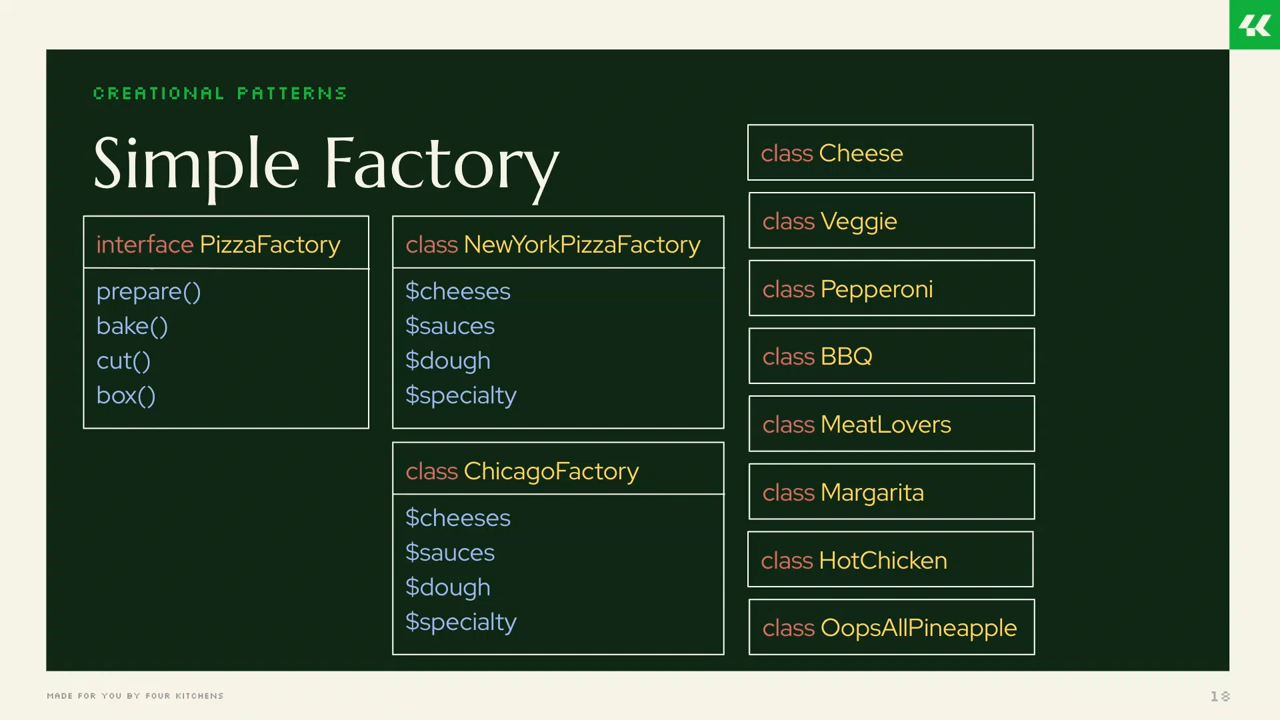 CREATIONAL PATTERNS
Simple Factory
interface PizzaFactory
prepare()
bake()
cut()
box()
class NewYorkPizzaFactory
$cheeses
$sauces
$dough
$specialty
class ChicagoFactory
$cheeses
$sauces
$dough
$specialty
class Cheese
class Veggie
class Pepperoni
class BBQ
class MeatLovers
class Margarita
class HotChicken
class OopsAllPineapple
MADE FOR YOU BY FOUR KITCHENS
18